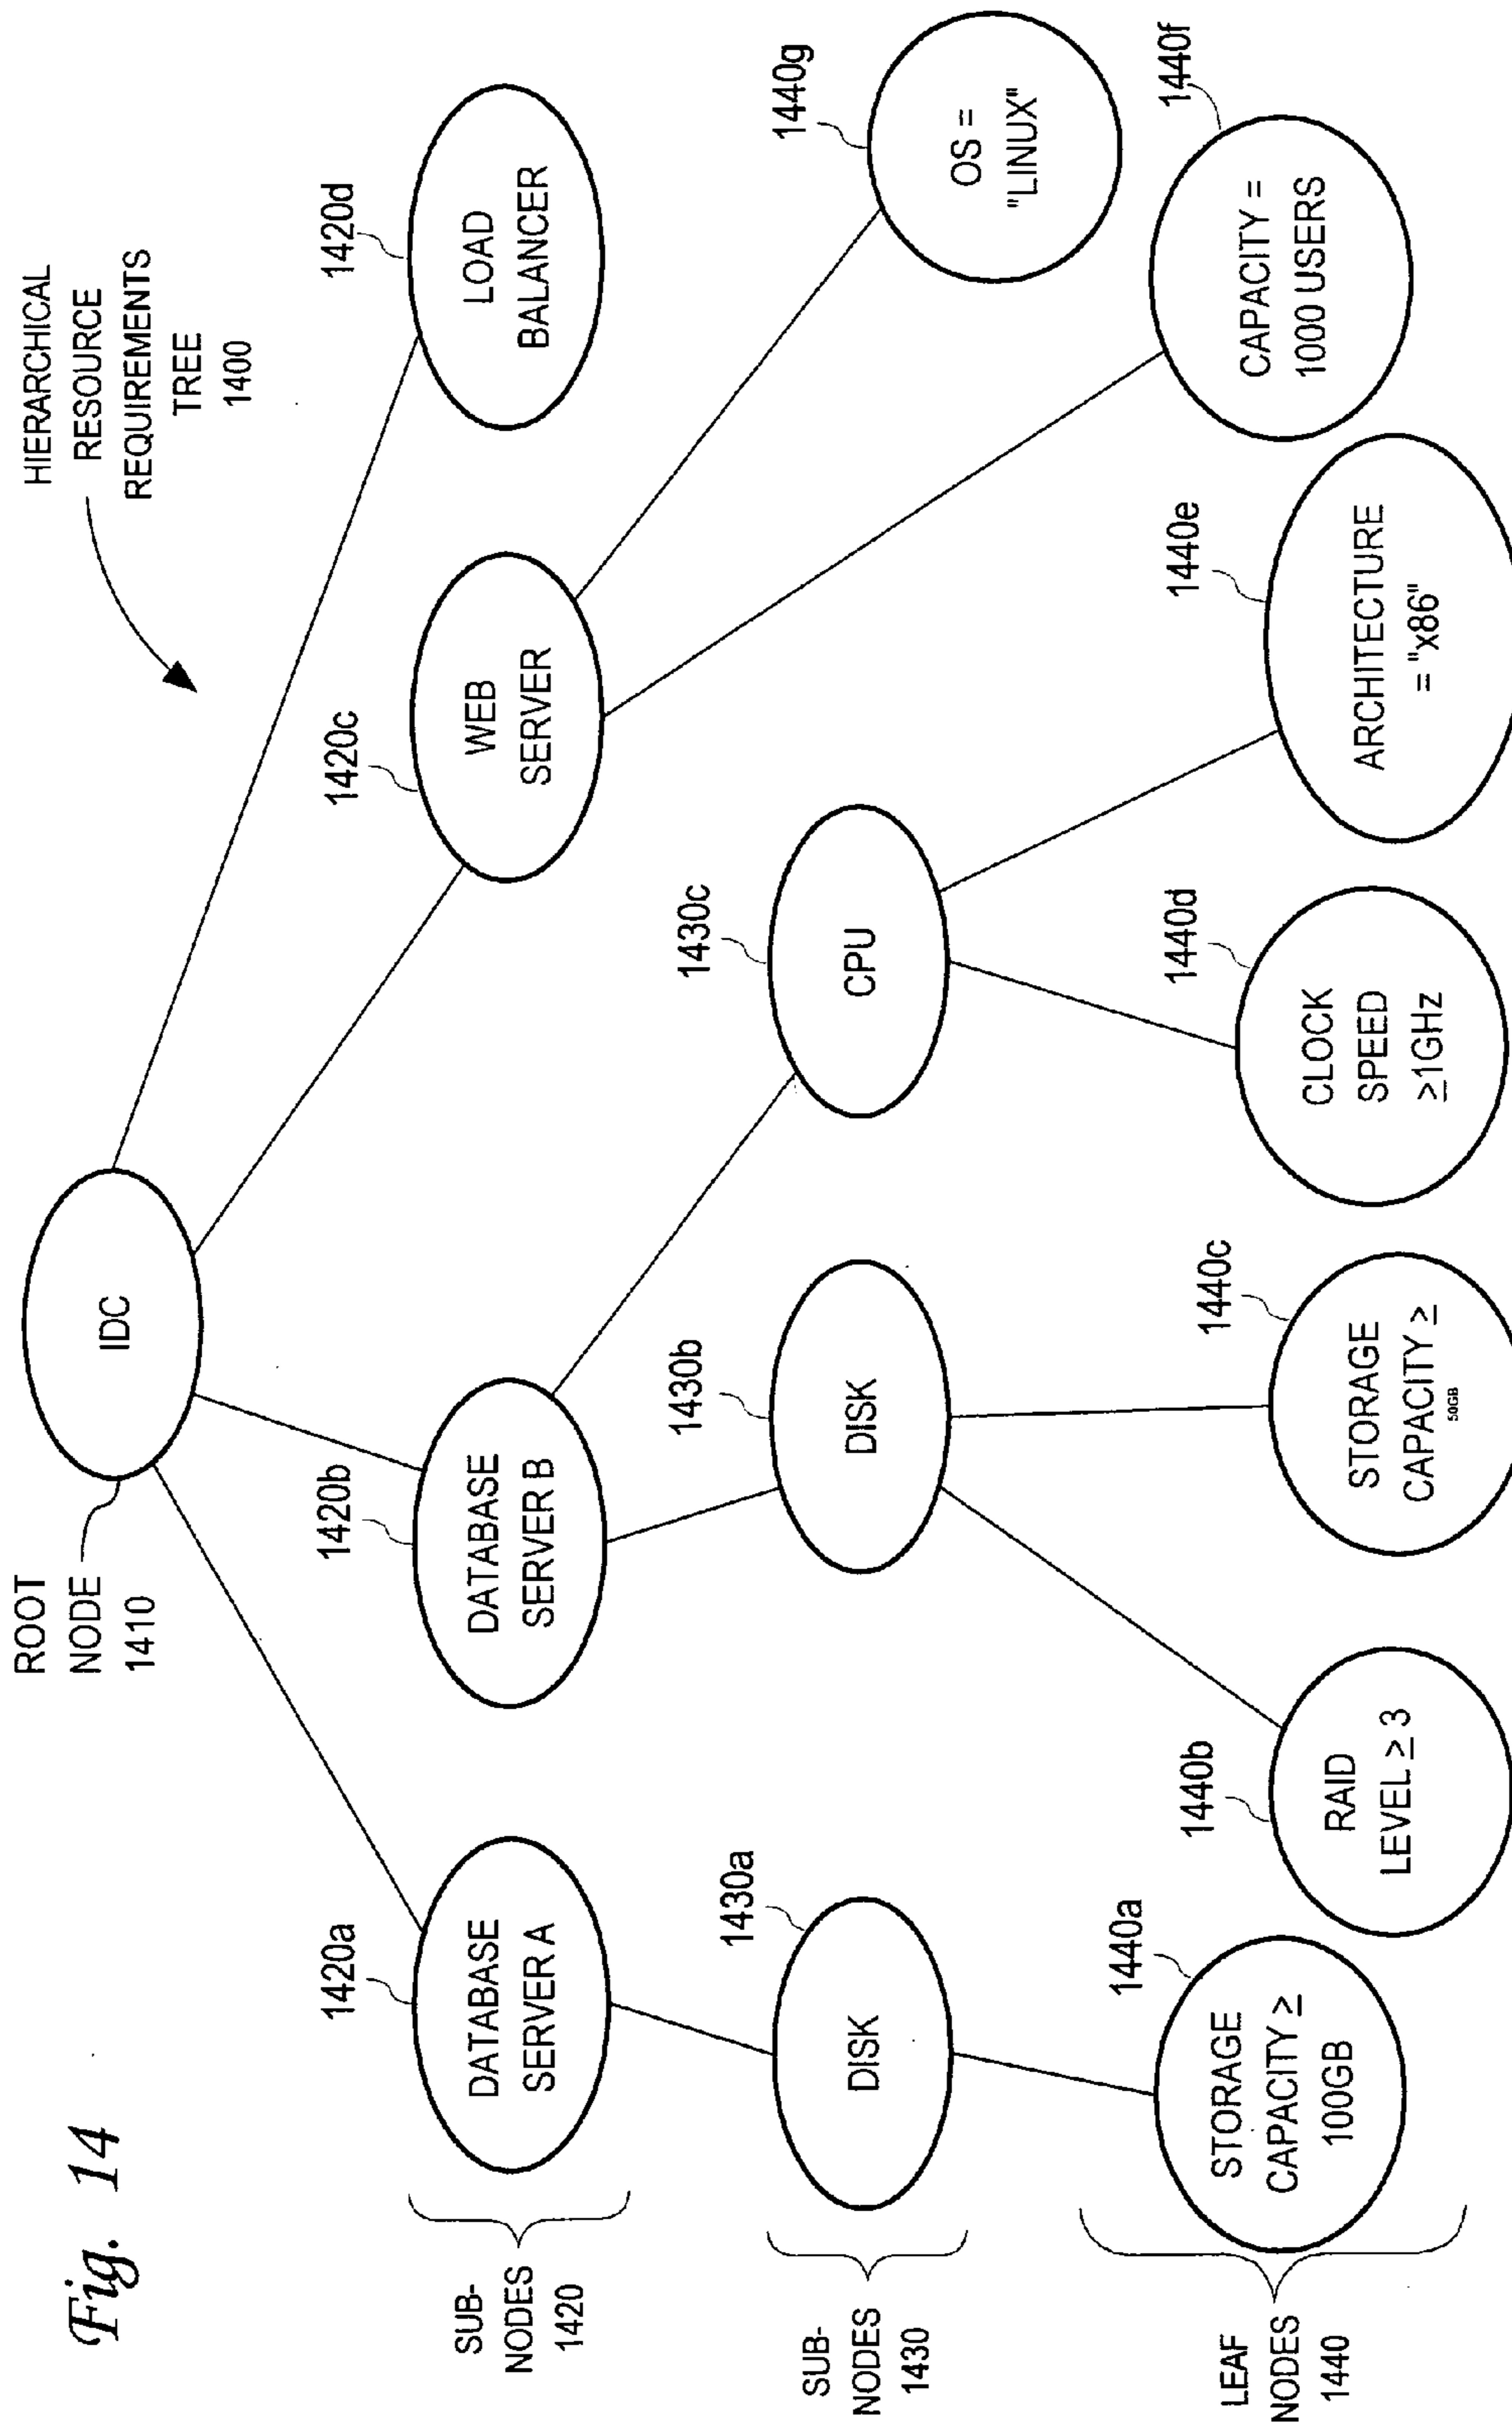 Fig. 14
HIERARCHICAL
RESOURCE
REQUIREMENTS
TREE
1400
ROOT
NODE
1410
IDC
SUB-
NODES
1420
1420a
DATABASE
SERVER A
1420b
DATABASE
SERVER B
1420c
WEB
SERVER
1420d
LOAD
BALANCER
SUB-
NODES
1430
1430a
DISK
1430b
DISK
1430c
CPU
LEAF
NODES
1440
1440a
STORAGE
CAPACITY ≥
100GB
1440b
RAID
LEVEL ≥ 3
1440c
STORAGE
CAPACITY ≥
50GB
1440d
CLOCK
SPEED
≥1GHz
1440e
ARCHITECTURE
= "x86"
1440f
CAPACITY =
1000 USERS
1440g
OS =
"LINUX"